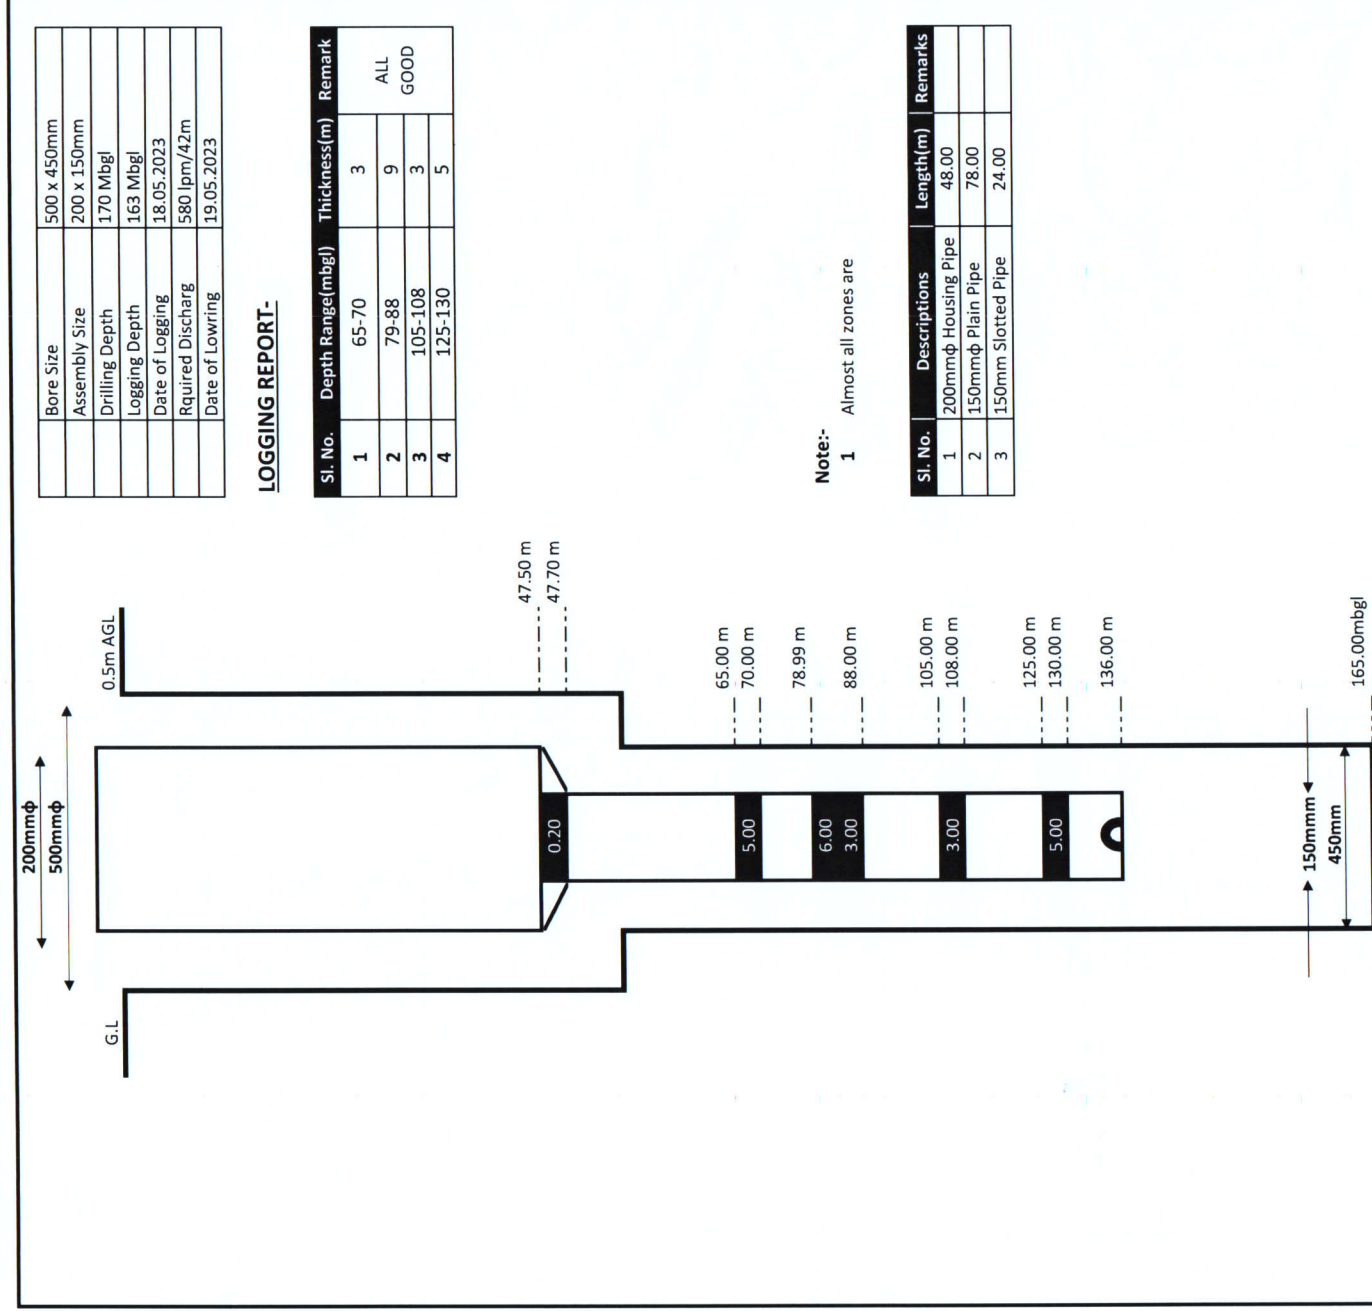 200mmϕ
500mmϕ
G.L
0.5m AGL
47.50 m
47.70 m
0.20
65.00 m
70.00 m
5.00
78.99 m
6.00
3.00
88.00 m
105.00 m
108.00 m
3.00
125.00 m
130.00 m
5.00
136.00 m
150mmm
450mm
165.00mbgl
Bore Size 500 x 450mm
Assembly Size 200 x 150mm
Drilling Depth 170 Mbgl
Logging Depth 163 Mbgl
Date of Logging 18.05.2023
Rquired Discharg 580 lpm/42m
Date of Lowring 19.05.2023
LOGGING REPORT-
Sl. No. Depth Range(mbgl) Thickness(m) Remark
1 65-70 3 ALL
2 79-88 9 GOOD
3 105-108 3
4 125-130 5
Note:-
1 Almost all zones are
Sl. No. Descriptions Length(m) Remarks
1 200mmϕ Housing Pipe 48.00
2 150mmϕ Plain Pipe 78.00
3 150mm Slotted Pipe 24.00